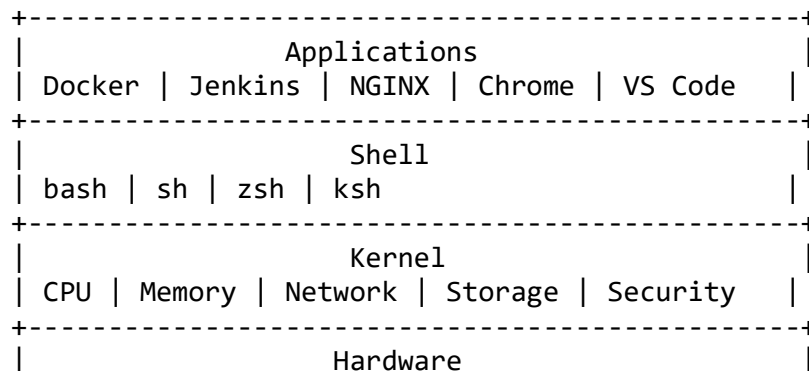 +------------------------------------------------+
|                Applications                    |
| Docker | Jenkins | NGINX | Chrome | VS Code   |
+------------------------------------------------+
|                    Shell                       |
| bash | sh | zsh | ksh                         |
+------------------------------------------------+
|                    Kernel                      |
| CPU | Memory | Network | Storage | Security   |
+------------------------------------------------+
|                   Hardware                     |